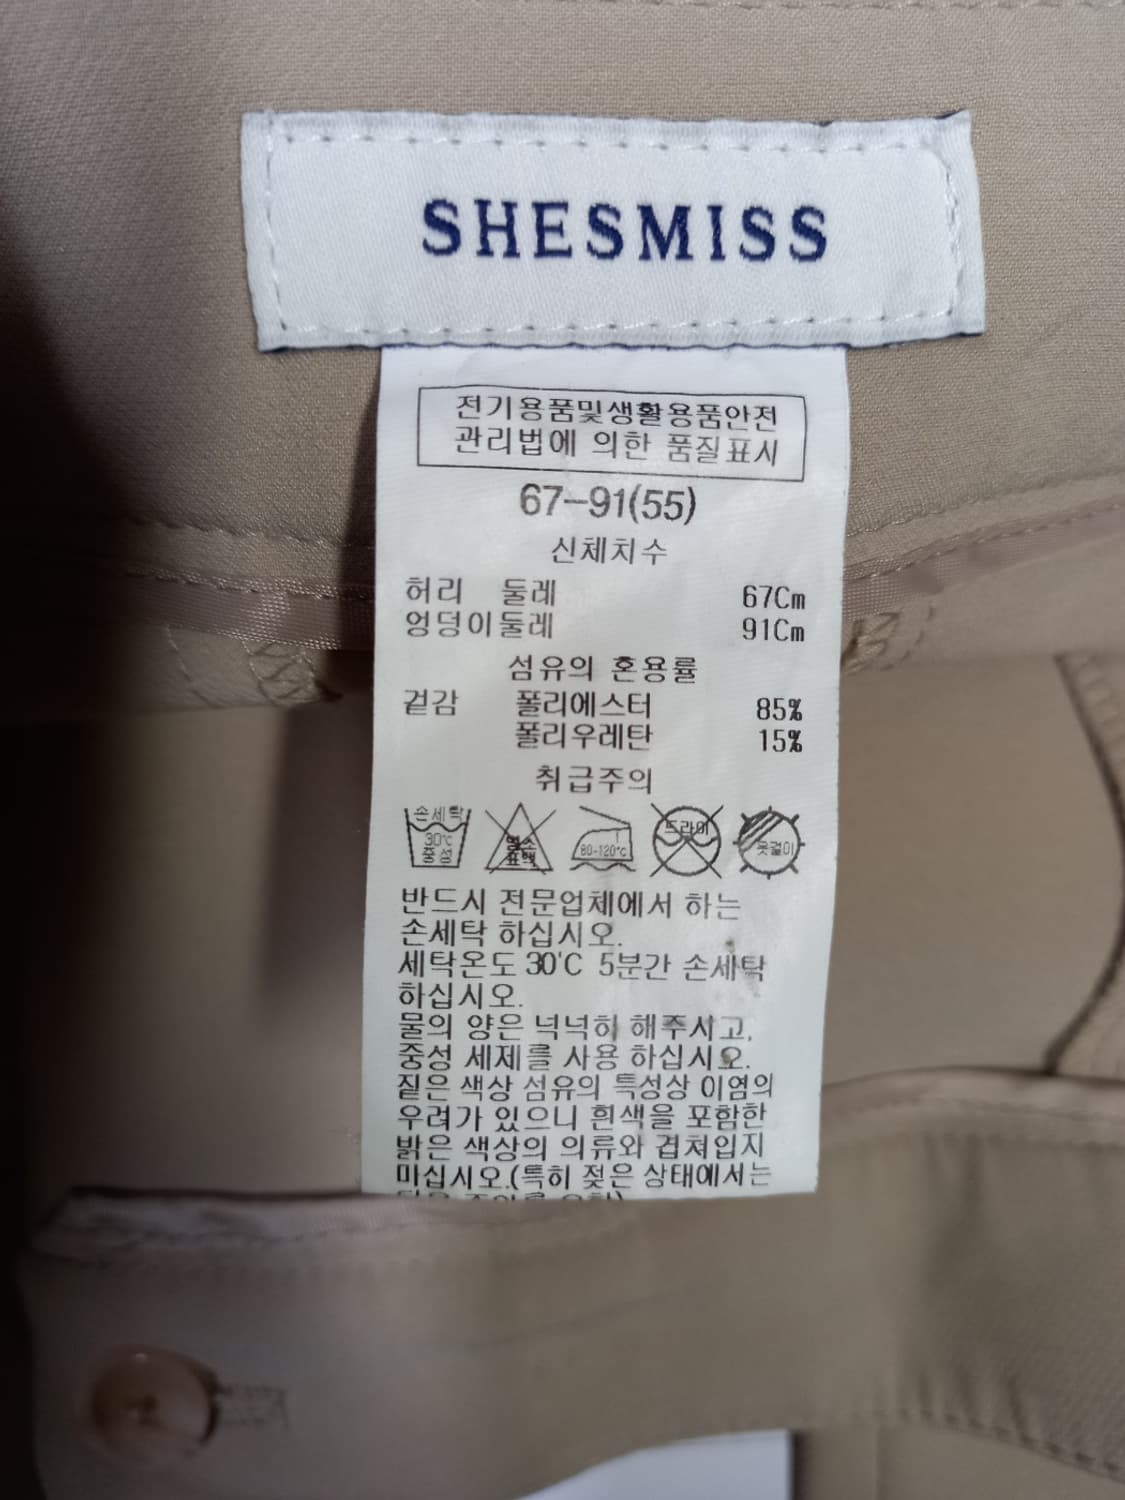 SHESMISS
전기용품및생활용품안전
관리법에 의한 품질표시
67-91(55)
신체치수
허리 둘레 67Cm
엉덩이둘레 91Cm
섬유의 혼용률
겉감 폴리에스터 85%
폴리우레탄 15%
취급주의
손세탁 30℃ 중성
염소 표백
80-120℃
드라이
옷걸이
반드시 전문업체에서 하는
손세탁 하십시오.
세탁온도 30℃ 5분간 손세탁
하십시오.
물의 양은 넉넉히 해주시고,
중성 세제를 사용 하십시오.
짙은 색상 섬유의 특성상 이염의
우려가 있으니 흰색을 포함한
밝은 색상의 의류와 겹쳐입지
마십시오.(특히 젖은 상태에서는